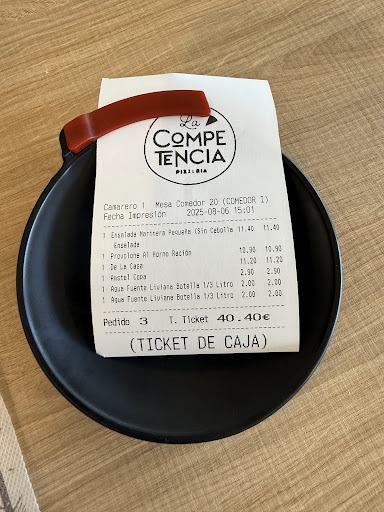 La
COMPE
TENCIA
PIZZERIA
Camarero 1 Mesa Comedor 20 (COMEDOR I)
Fecha Impresión 2025-08-06 15:01
1 Ensalada Marinera Pequeña (Sin Cebolla 11.40 11.40
Ensalada
1 Provolone Al Horno Ración 10.90 10.90
1 De La Casa 11.20 11.20
1 Amstel Copa 2.90 2.90
1 Agua Fuente Liviana Botella 1/3 Litro 2.00 2.00
1 Agua Fuente Liviana Botella 1/3 Litro 2.00 2.00
Pedido 3 T. Ticket 40.40€
(TICKET DE CAJA)